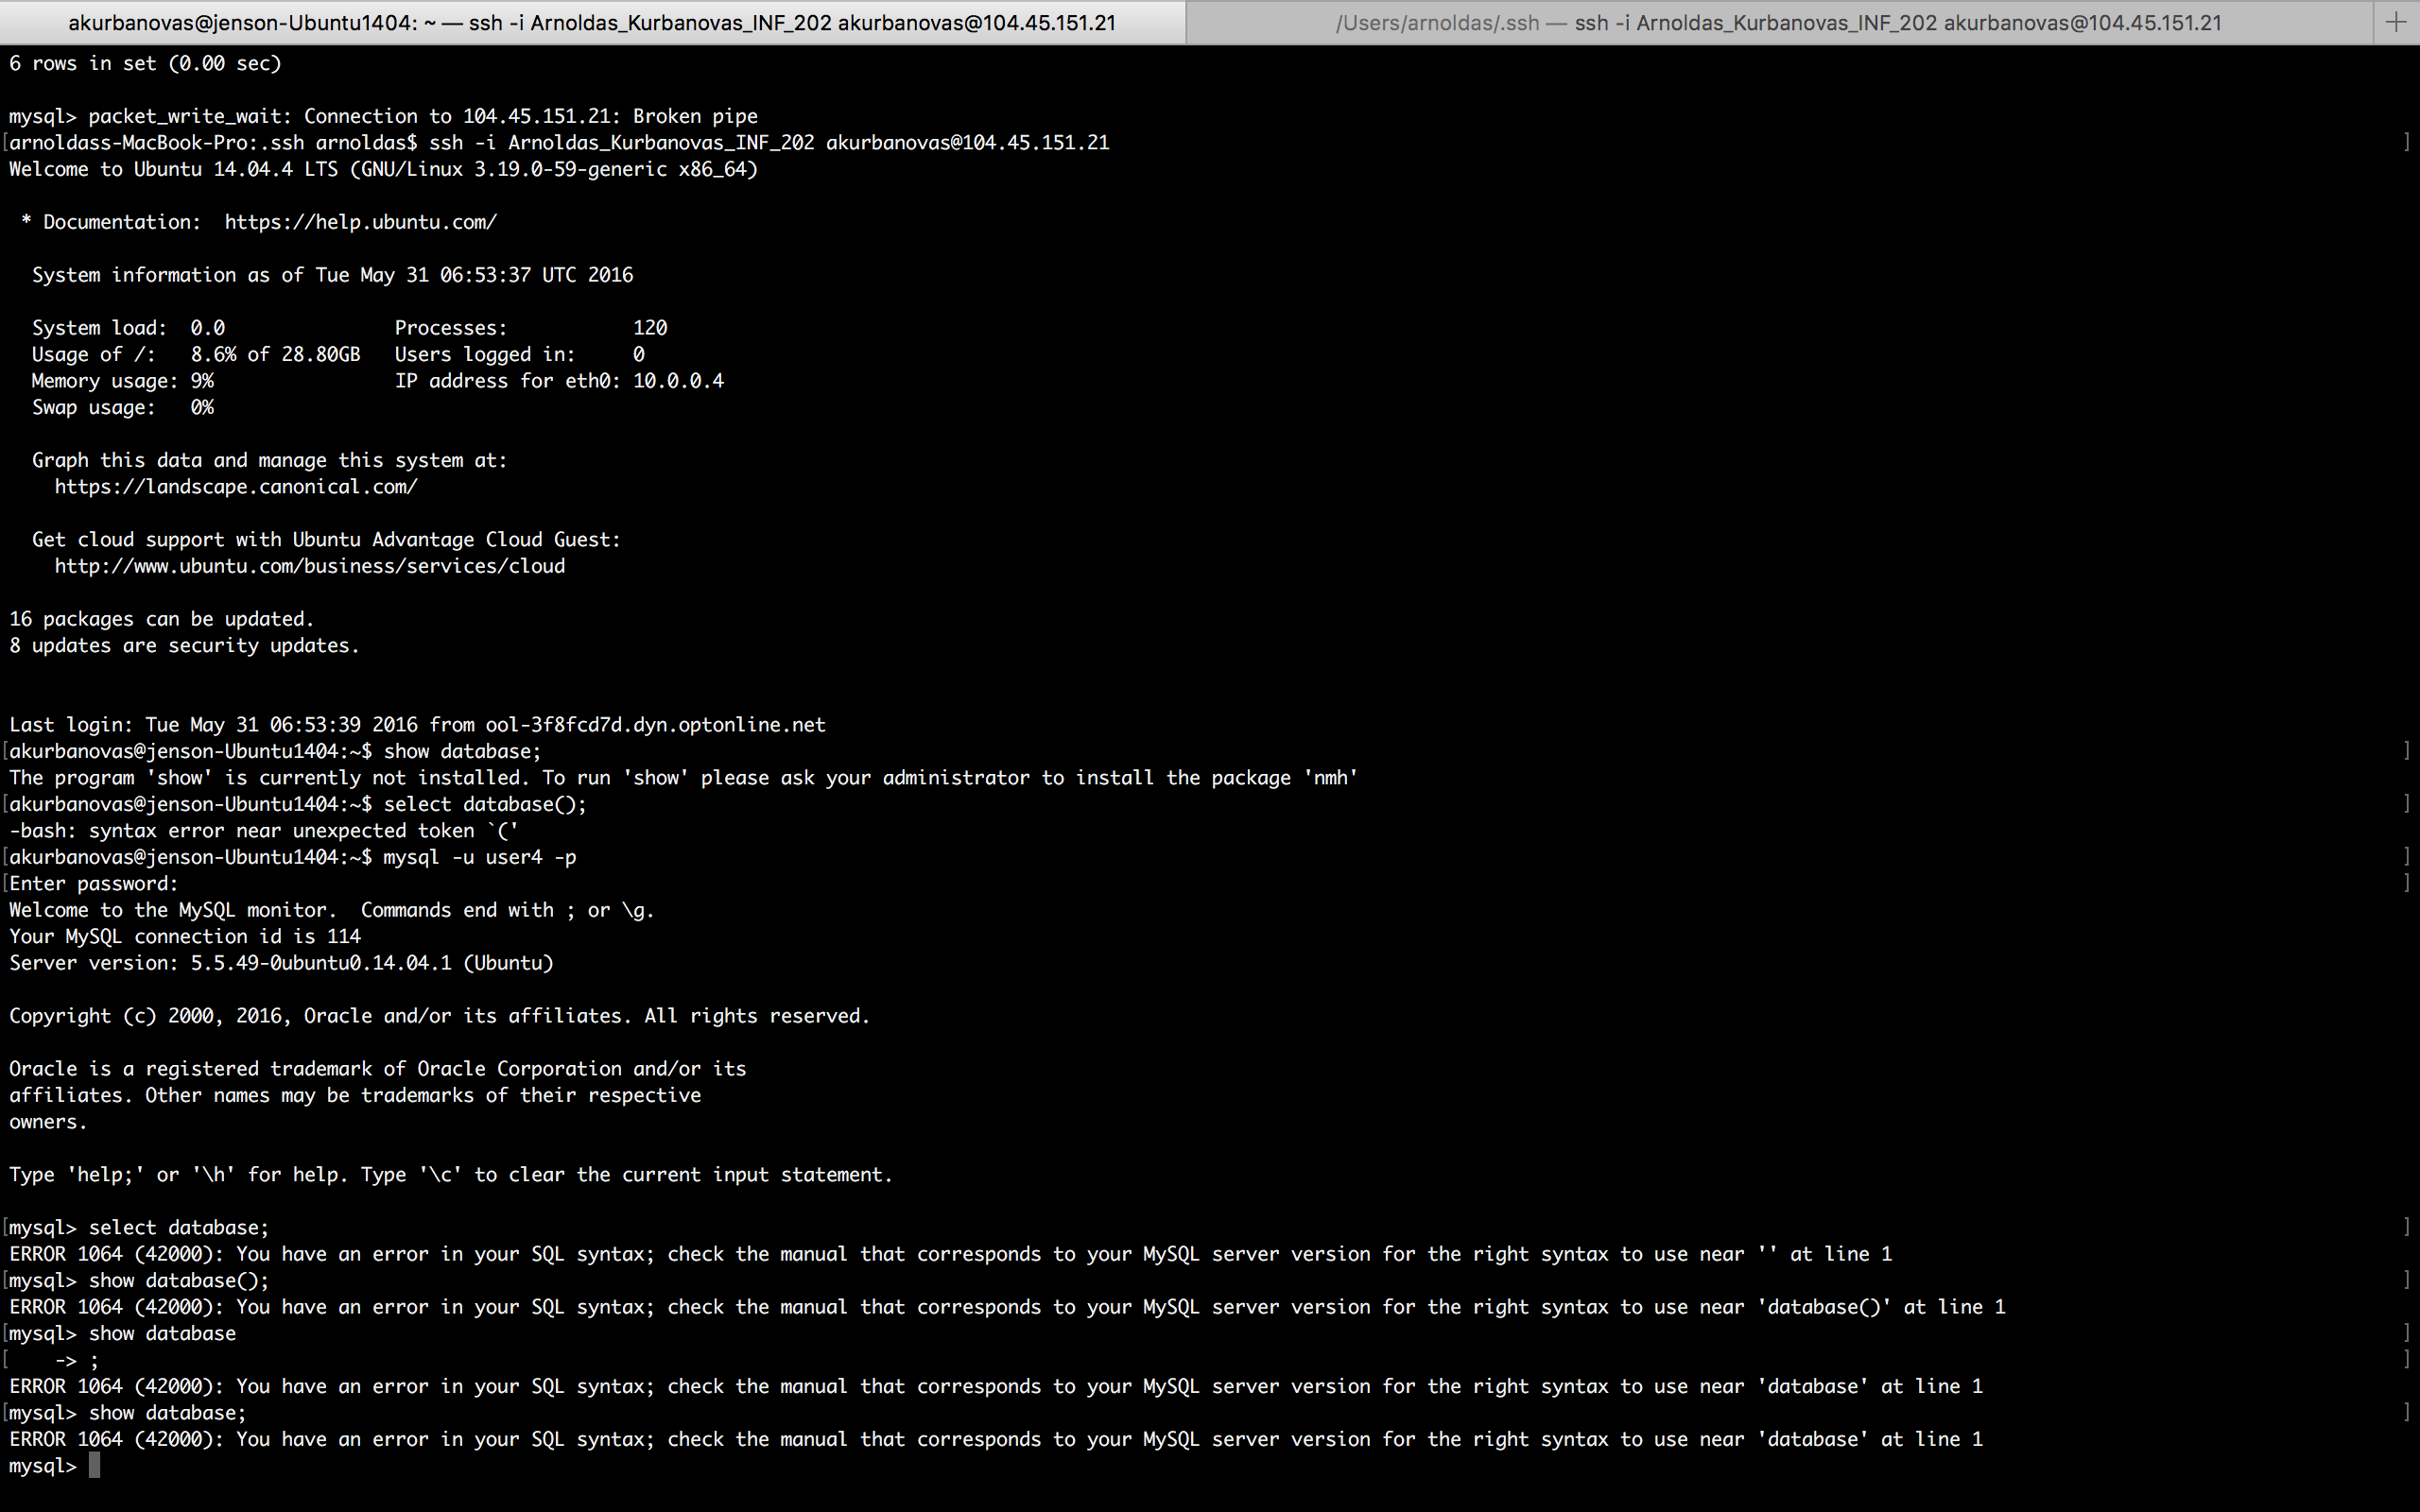 akurbanovas@jenson-Ubuntu1404: ~ — ssh -i Arnoldas_Kurbanovas_INF_202 akurbanovas@104.45.151.21
/Users/arnoldas/.ssh — ssh -i Arnoldas_Kurbanovas_INF_202 akurbanovas@104.45.151.21
6 rows in set (0.00 sec)
mysql> packet_write_wait: Connection to 104.45.151.21: Broken pipe
[arnoldass-MacBook-Pro:.ssh arnoldas$ ssh -i Arnoldas_Kurbanovas_INF_202 akurbanovas@104.45.151.21 ]
Welcome to Ubuntu 14.04.4 LTS (GNU/Linux 3.19.0-59-generic x86_64)
* Documentation:  https://help.ubuntu.com/
System information as of Tue May 31 06:53:37 UTC 2016
System load:  0.0               Processes:           120
Usage of /:   8.6% of 28.80GB   Users logged in:     0
Memory usage: 9%                IP address for eth0: 10.0.0.4
Swap usage:   0%
Graph this data and manage this system at:
https://landscape.canonical.com/
Get cloud support with Ubuntu Advantage Cloud Guest:
http://www.ubuntu.com/business/services/cloud
16 packages can be updated.
8 updates are security updates.
Last login: Tue May 31 06:53:39 2016 from ool-3f8fcd7d.dyn.optonline.net
[akurbanovas@jenson-Ubuntu1404:~$ show database; ]
The program 'show' is currently not installed. To run 'show' please ask your administrator to install the package 'nmh'
[akurbanovas@jenson-Ubuntu1404:~$ select database(); ]
-bash: syntax error near unexpected token `('
[akurbanovas@jenson-Ubuntu1404:~$ mysql -u user4 -p ]
[Enter password: ]
Welcome to the MySQL monitor.  Commands end with ; or \g.
Your MySQL connection id is 114
Server version: 5.5.49-0ubuntu0.14.04.1 (Ubuntu)
Copyright (c) 2000, 2016, Oracle and/or its affiliates. All rights reserved.
Oracle is a registered trademark of Oracle Corporation and/or its
affiliates. Other names may be trademarks of their respective
owners.
Type 'help;' or '\h' for help. Type '\c' to clear the current input statement.
[mysql> select database; ]
ERROR 1064 (42000): You have an error in your SQL syntax; check the manual that corresponds to your MySQL server version for the right syntax to use near '' at line 1
[mysql> show database(); ]
ERROR 1064 (42000): You have an error in your SQL syntax; check the manual that corresponds to your MySQL server version for the right syntax to use near 'database()' at line 1
[mysql> show database ]
[    -> ; ]
ERROR 1064 (42000): You have an error in your SQL syntax; check the manual that corresponds to your MySQL server version for the right syntax to use near 'database' at line 1
[mysql> show database; ]
ERROR 1064 (42000): You have an error in your SQL syntax; check the manual that corresponds to your MySQL server version for the right syntax to use near 'database' at line 1
mysql>